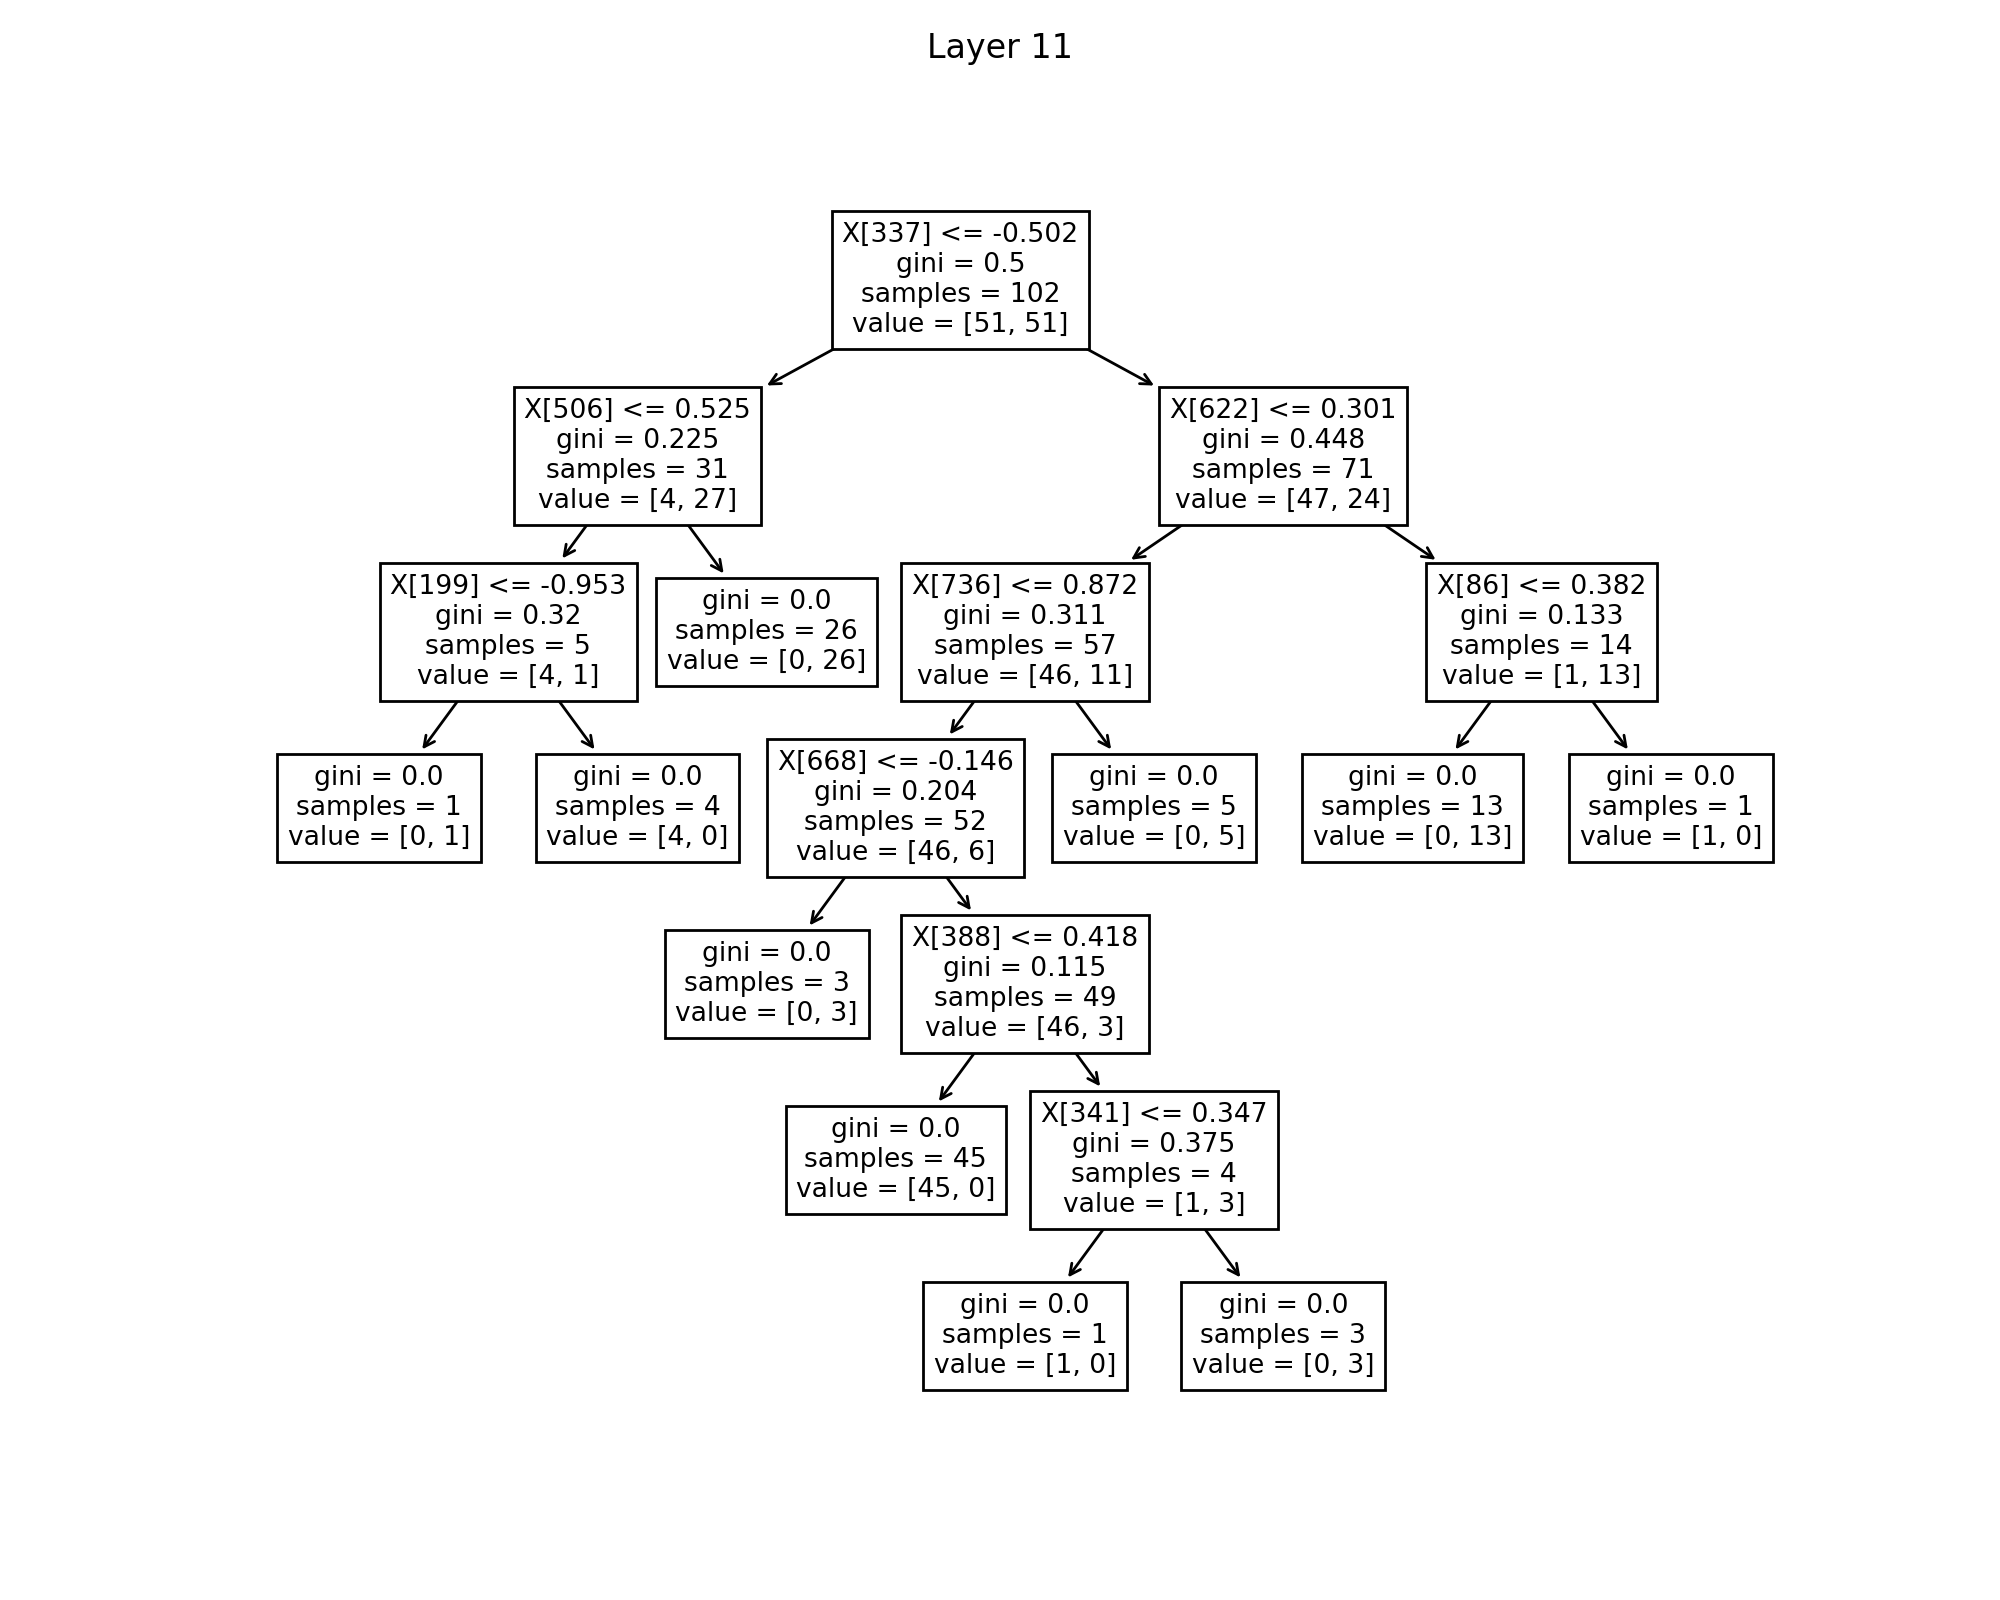 Layer 11
X[337] <= -0.502
gini = 0.5
samples = 102
value = [51, 51]
X[506] <= 0.525
gini = 0.225
samples = 31
value = [4, 27]
X[622] <= 0.301
gini = 0.448
samples = 71
value = [47, 24]
X[199] <= -0.953
gini = 0.32
samples = 5
value = [4, 1]
gini = 0.0
samples = 26
value = [0, 26]
X[736] <= 0.872
gini = 0.311
samples = 57
value = [46, 11]
X[86] <= 0.382
gini = 0.133
samples = 14
value = [1, 13]
gini = 0.0
samples = 1
value = [0, 1]
gini = 0.0
samples = 4
value = [4, 0]
X[668] <= -0.146
gini = 0.204
samples = 52
value = [46, 6]
gini = 0.0
samples = 5
value = [0, 5]
gini = 0.0
samples = 13
value = [0, 13]
gini = 0.0
samples = 1
value = [1, 0]
gini = 0.0
samples = 3
value = [0, 3]
X[388] <= 0.418
gini = 0.115
samples = 49
value = [46, 3]
gini = 0.0
samples = 45
value = [45, 0]
X[341] <= 0.347
gini = 0.375
samples = 4
value = [1, 3]
gini = 0.0
samples = 1
value = [1, 0]
gini = 0.0
samples = 3
value = [0, 3]